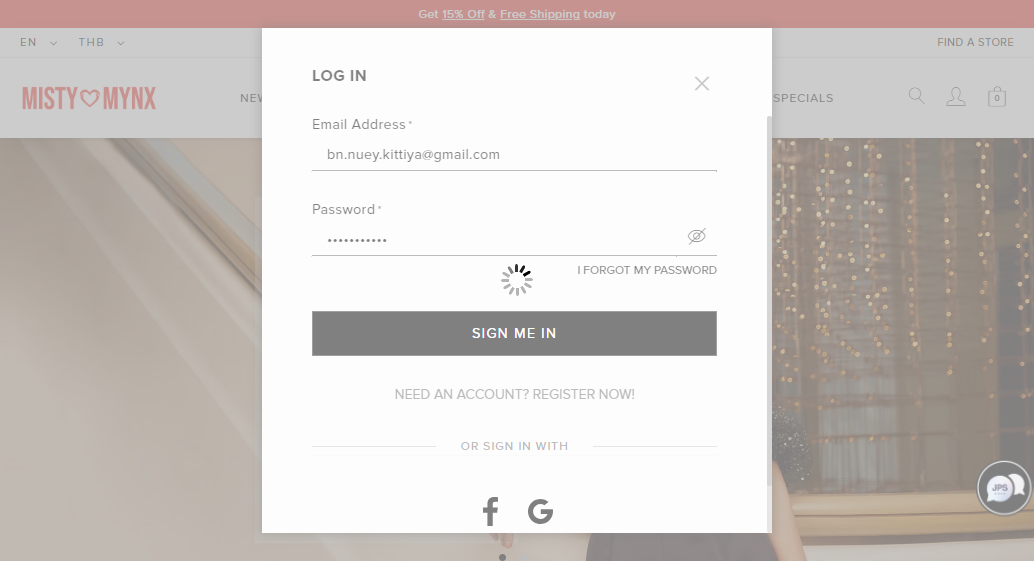 Get 15% Off & Free Shipping today
EN THB FIND A STORE
MISTY MYNX NEW SPECIALS 0
LOG IN
Email Address *
bn.nuey.kittiya@gmail.com
Password *
•••••••••••
I FORGOT MY PASSWORD
SIGN ME IN
NEED AN ACCOUNT? REGISTER NOW!
OR SIGN IN WITH
JPS